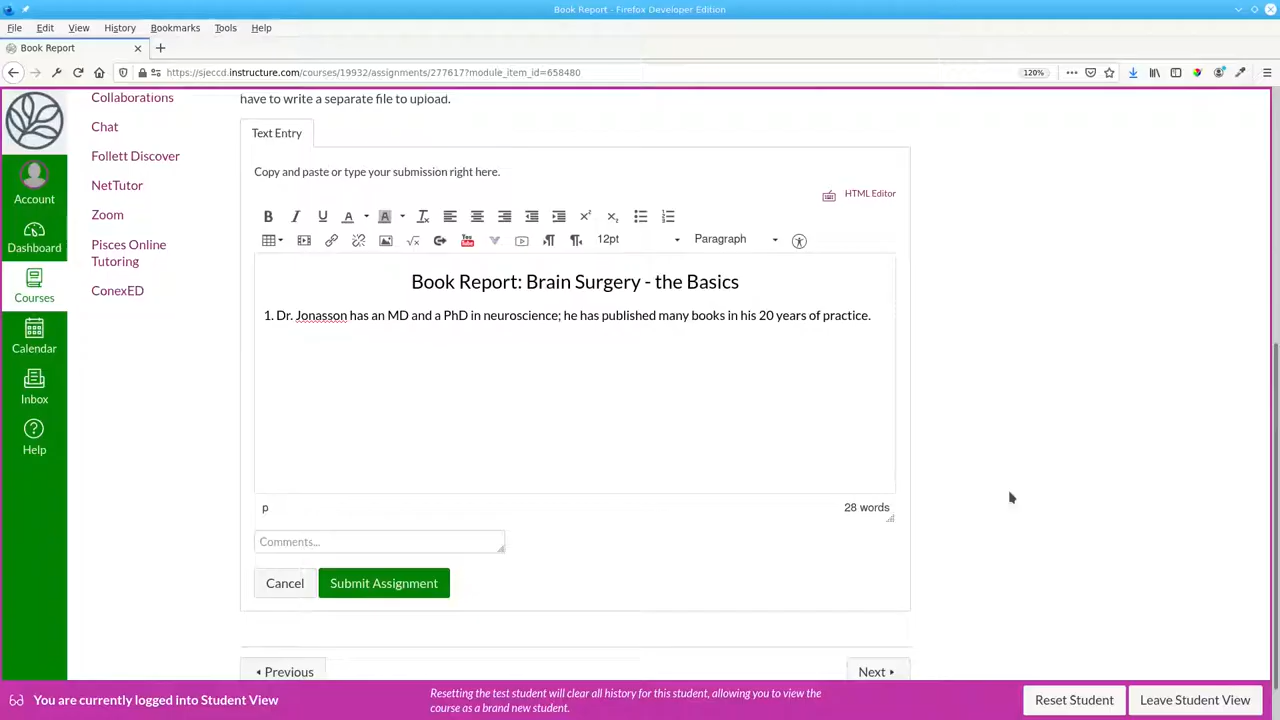 Book Report - Firefox Developer Edition
File Edit View History Bookmarks Tools Help
Book Report
https://sjeccd.instructure.com/courses/19932/assignments/277617?module_item_id=658480
120%
Collaborations
Chat
Follett Discover
NetTutor
Zoom
Pisces Online
Tutoring
ConexED
Account
Dashboard
Courses
Calendar
Inbox
Help
have to write a separate file to upload.
Text Entry
Copy and paste or type your submission right here.
HTML Editor
12pt
Paragraph
Book Report: Brain Surgery - the Basics
1. Dr. Jonasson has an MD and a PhD in neuroscience; he has published many books in his 20 years of practice.
p
28 words
Comments...
Cancel
Submit Assignment
Previous
Next
You are currently logged into Student View
Resetting the test student will clear all history for this student, allowing you to view the
course as a brand new student.
Reset Student
Leave Student View